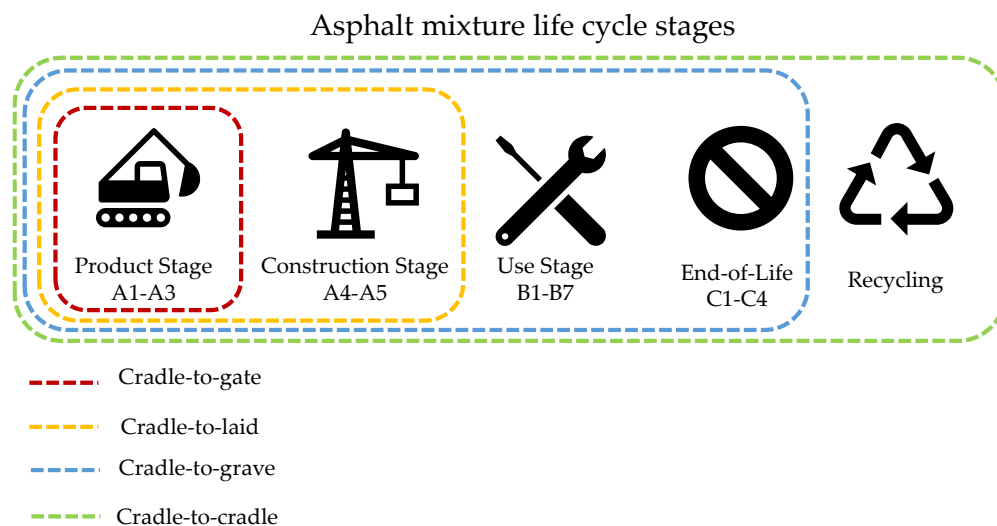 Asphalt mixture life cycle stages
Product Stage
A1-A3
Construction Stage
A4-A5
Use Stage
B1-B7
End-of-Life
C1-C4
Recycling
Cradle-to-gate
Cradle-to-laid
Cradle-to-grave
Cradle-to-cradle